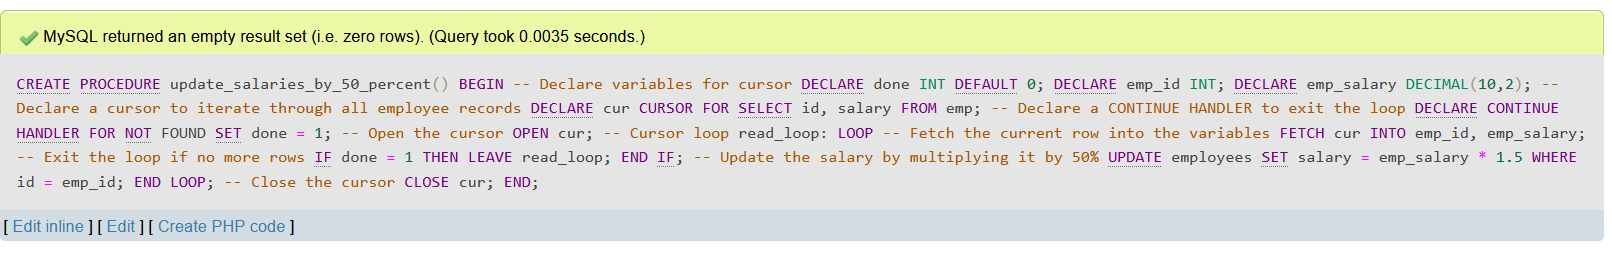 MySQL returned an empty result set (i.e. zero rows). (Query took 0.0035 seconds.)
CREATE PROCEDURE update_salaries_by_50_percent() BEGIN -- Declare variables for cursor DECLARE done INT DEFAULT 0; DECLARE emp_id INT; DECLARE emp_salary DECIMAL(10,2); --
Declare a cursor to iterate through all employee records DECLARE cur CURSOR FOR SELECT id, salary FROM emp; -- Declare a CONTINUE HANDLER to exit the loop DECLARE CONTINUE
HANDLER FOR NOT FOUND SET done = 1; -- Open the cursor OPEN cur; -- Cursor loop read_loop: LOOP -- Fetch the current row into the variables FETCH cur INTO emp_id, emp_salary;
-- Exit the loop if no more rows IF done = 1 THEN LEAVE read_loop; END IF; -- Update the salary by multiplying it by 50% UPDATE employees SET salary = emp_salary * 1.5 WHERE
id = emp_id; END LOOP; -- Close the cursor CLOSE cur; END;
[ Edit inline ] [ Edit ] [ Create PHP code ]